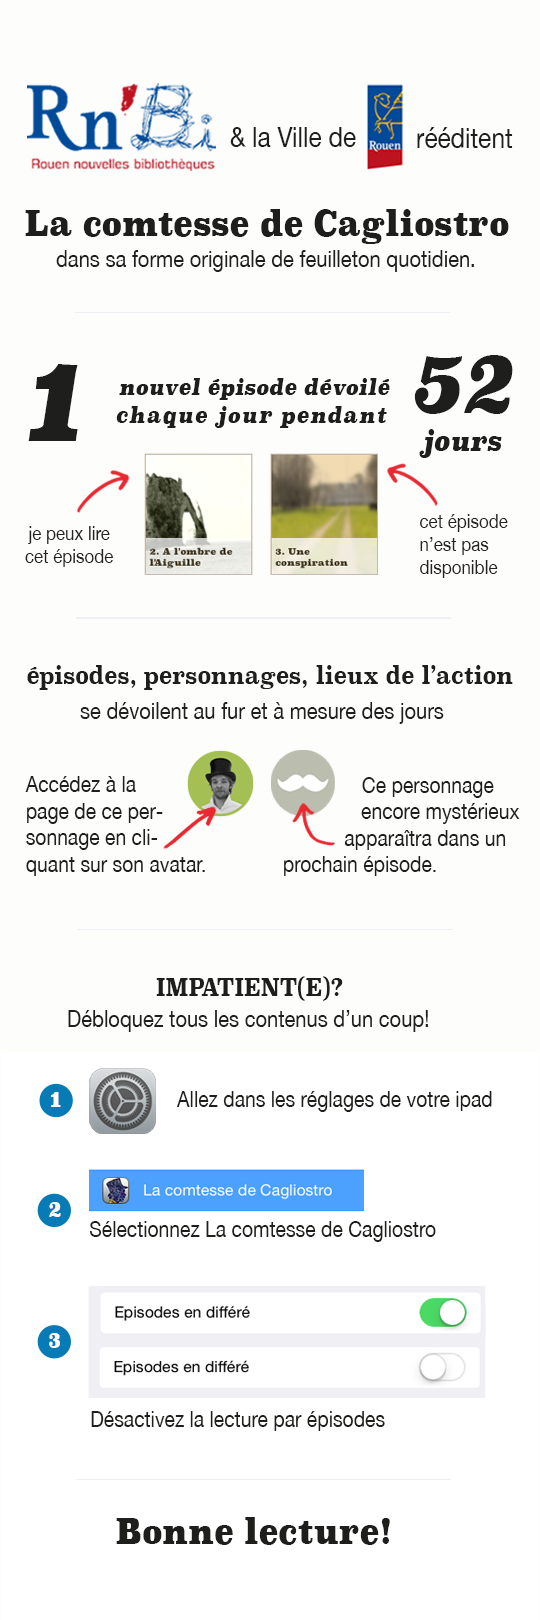 Rn'Bi
Rouen nouvelles bibliothèques
& la Ville de
Rouen
rééditent
La comtesse de Cagliostro
dans sa forme originale de feuilleton quotidien.
1
nouvel épisode dévoilé
chaque jour pendant
52
jours
je peux lire
cet épisode
2. A l'ombre de
l'Aiguille
3. Une
conspiration
cet épisode
n'est pas
disponible
épisodes, personnages, lieux de l'action
se dévoilent au fur et à mesure des jours
Accédez à la
page de ce per-
sonnage en cli-
quant sur son avatar.
Ce personnage
encore mystérieux
apparaîtra dans un
prochain épisode.
IMPATIENT(E)?
Débloquez tous les contenus d'un coup!
1
Allez dans les réglages de votre ipad
2
La comtesse de Cagliostro
Sélectionnez La comtesse de Cagliostro
3
Episodes en différé
Episodes en différé
Désactivez la lecture par épisodes
Bonne lecture!